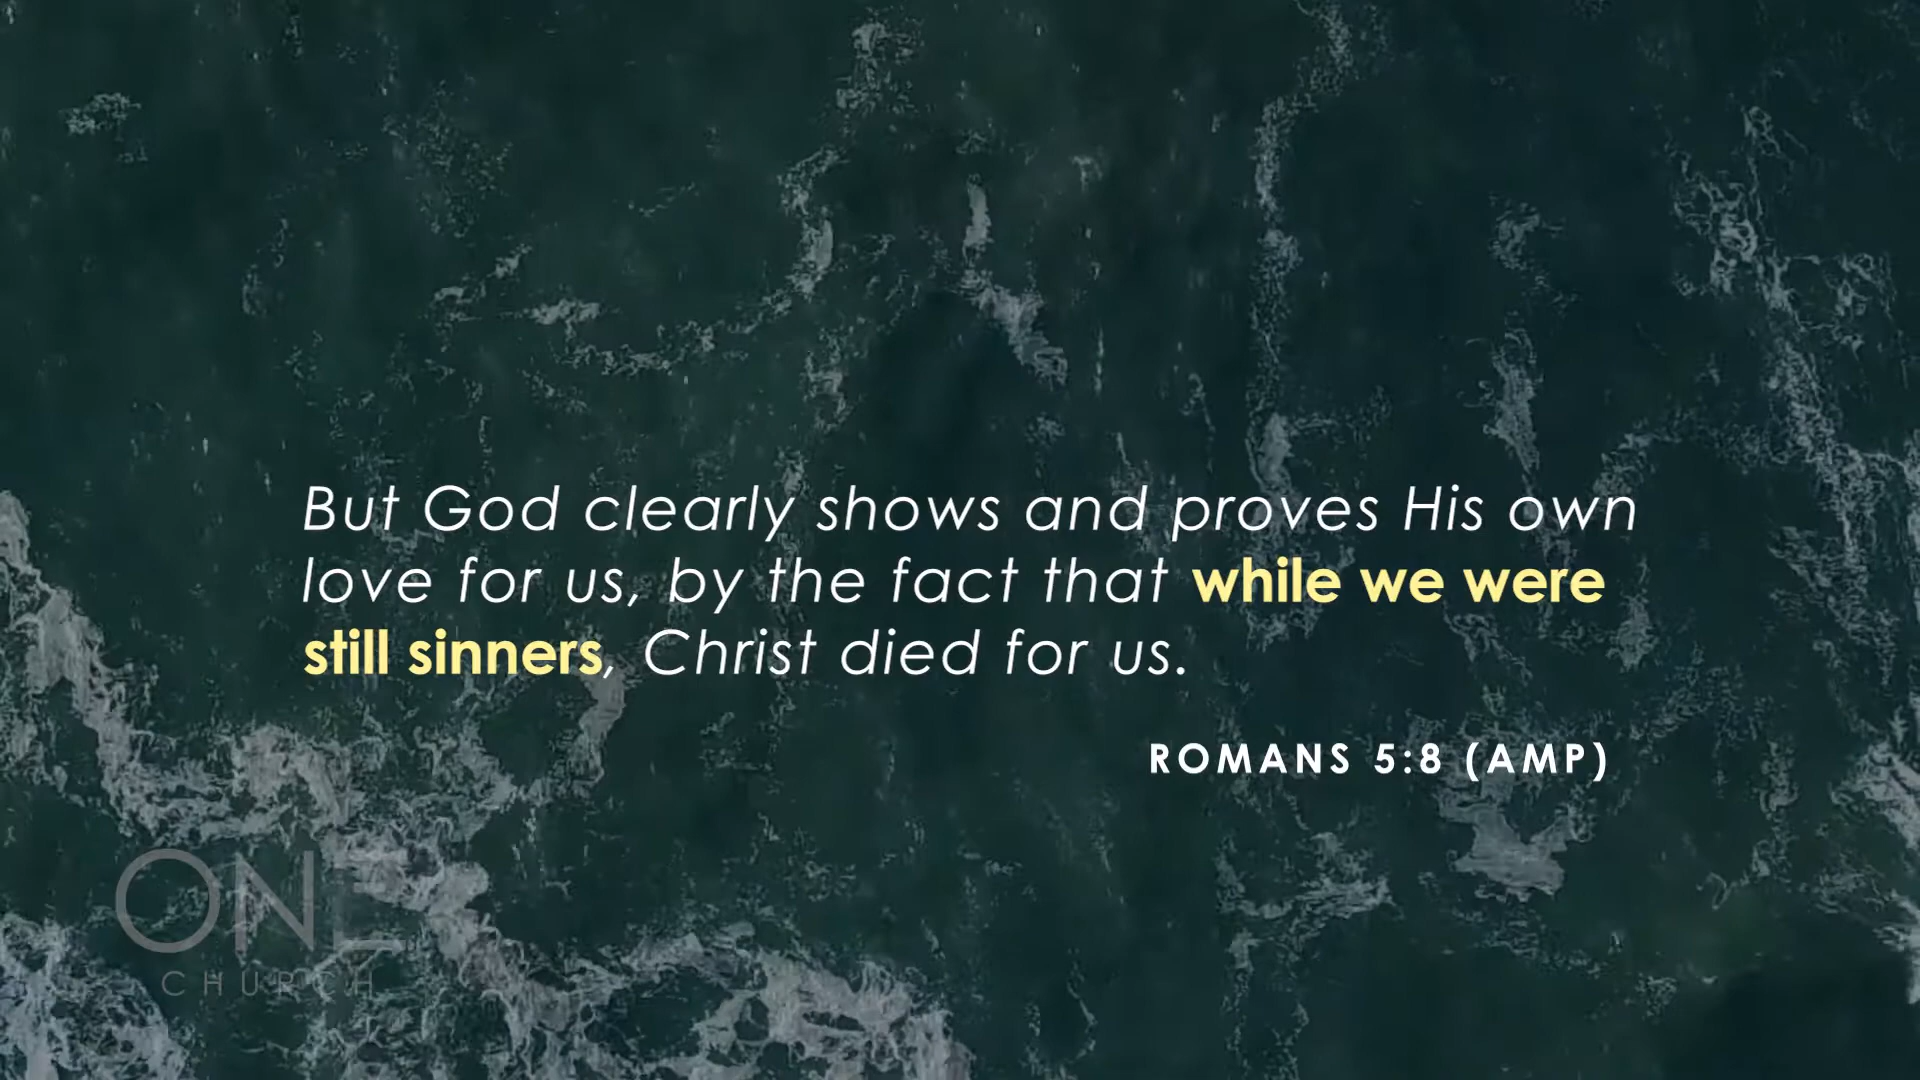 But God clearly shows and proves His own
love for us, by the fact that while we were
still sinners, Christ died for us.
ROMANS 5:8 (AMP)
ONE
CHURCH